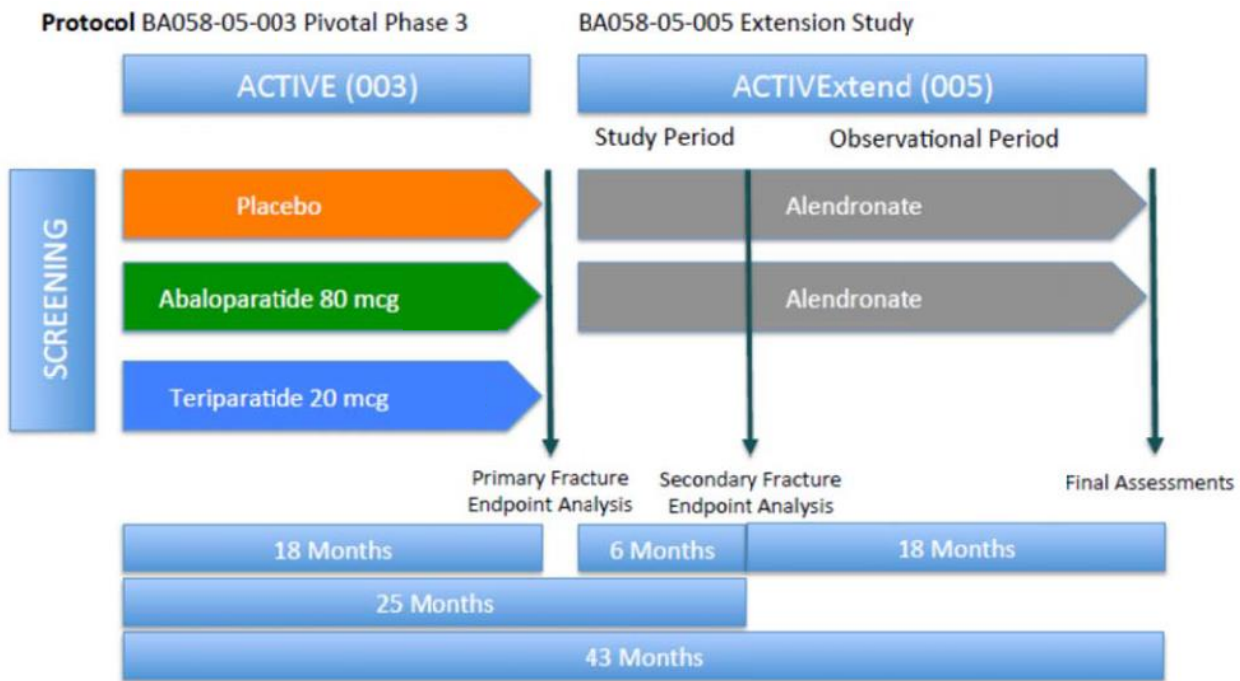 Protocol BA058-05-003 Pivotal Phase 3
BA058-05-005 Extension Study
ACTIVE (003)
ACTIVExtend (005)
Study Period
Observational Period
SCREENING
Placebo
Alendronate
Abaloparatide 80 mcg
Alendronate
Teriparatide 20 mcg
Primary Fracture
Endpoint Analysis
Secondary Fracture
Endpoint Analysis
Final Assessments
18 Months
6 Months
18 Months
25 Months
43 Months